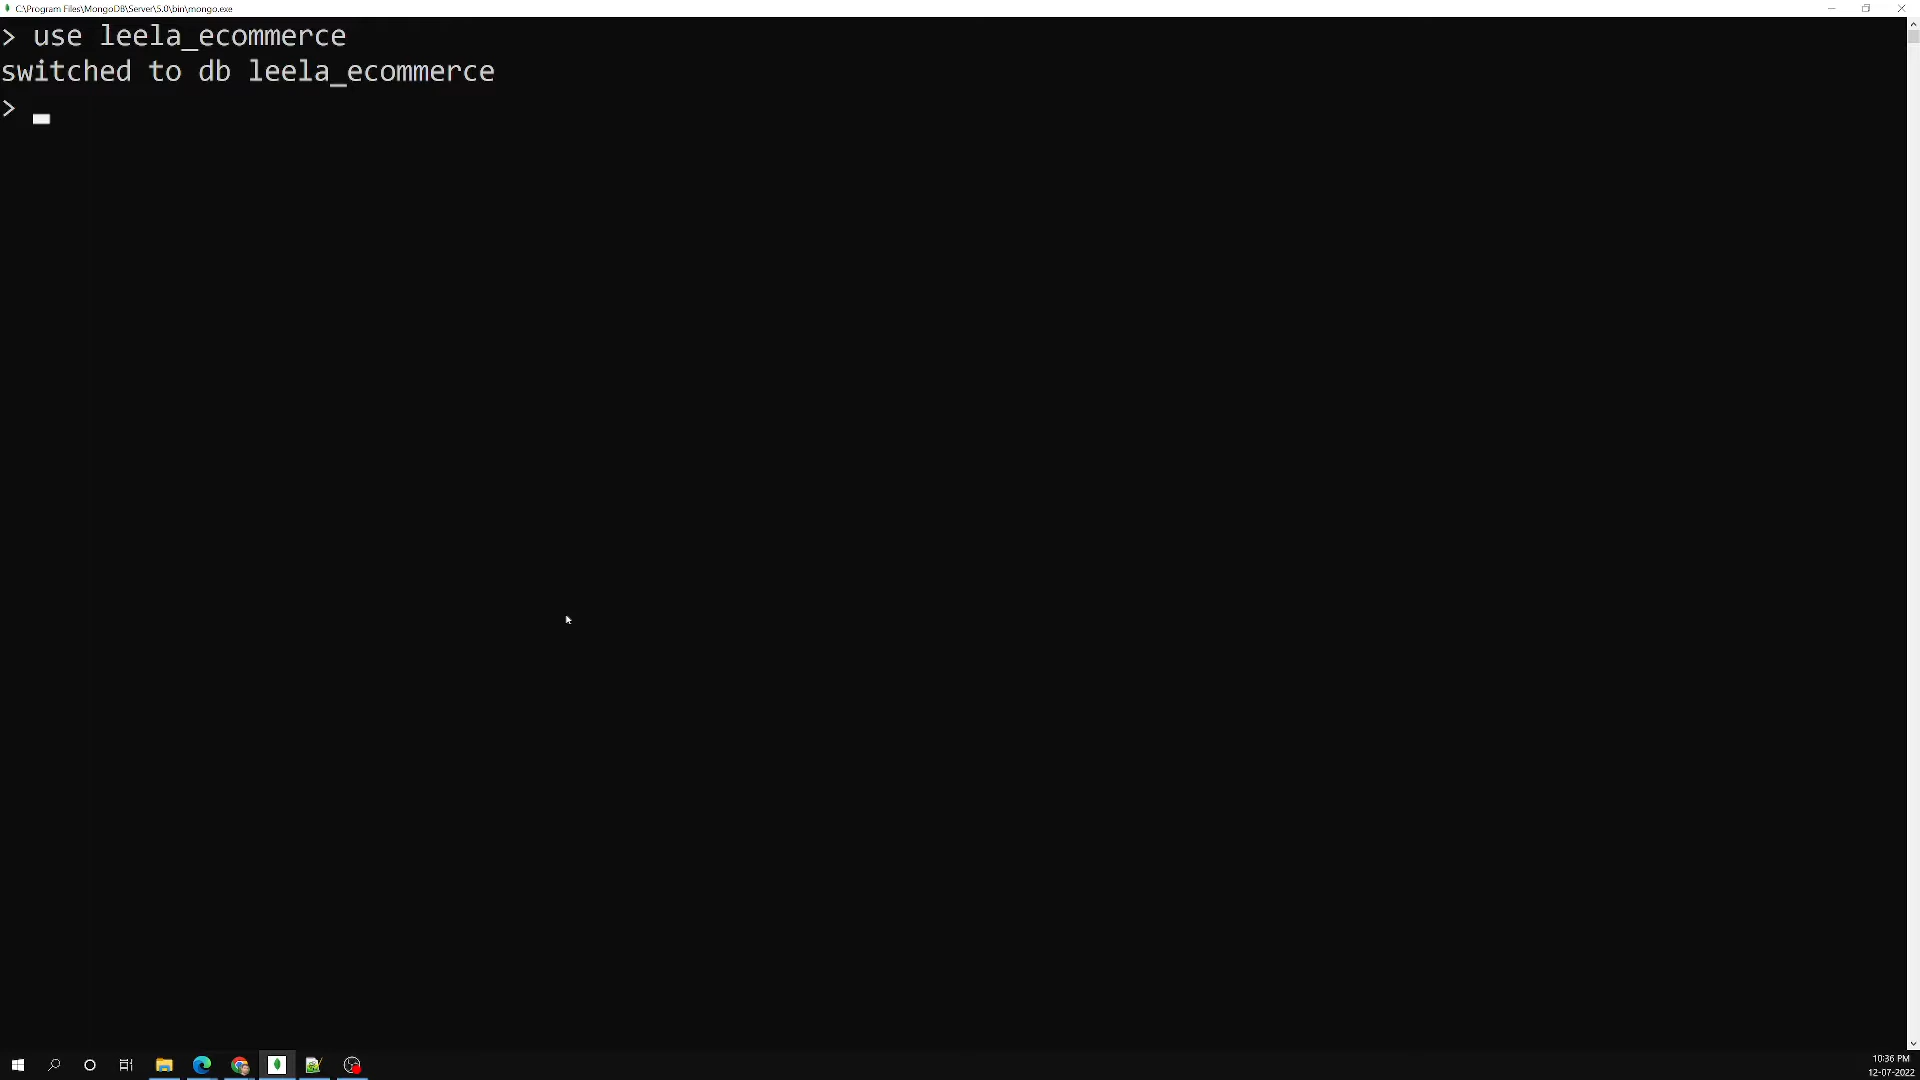 C:\Program Files\MongoDB\Server\5.0\bin\mongo.exe
> use leela_ecommerce
switched to db leela_ecommerce
>
10:36 PM
12-07-2022